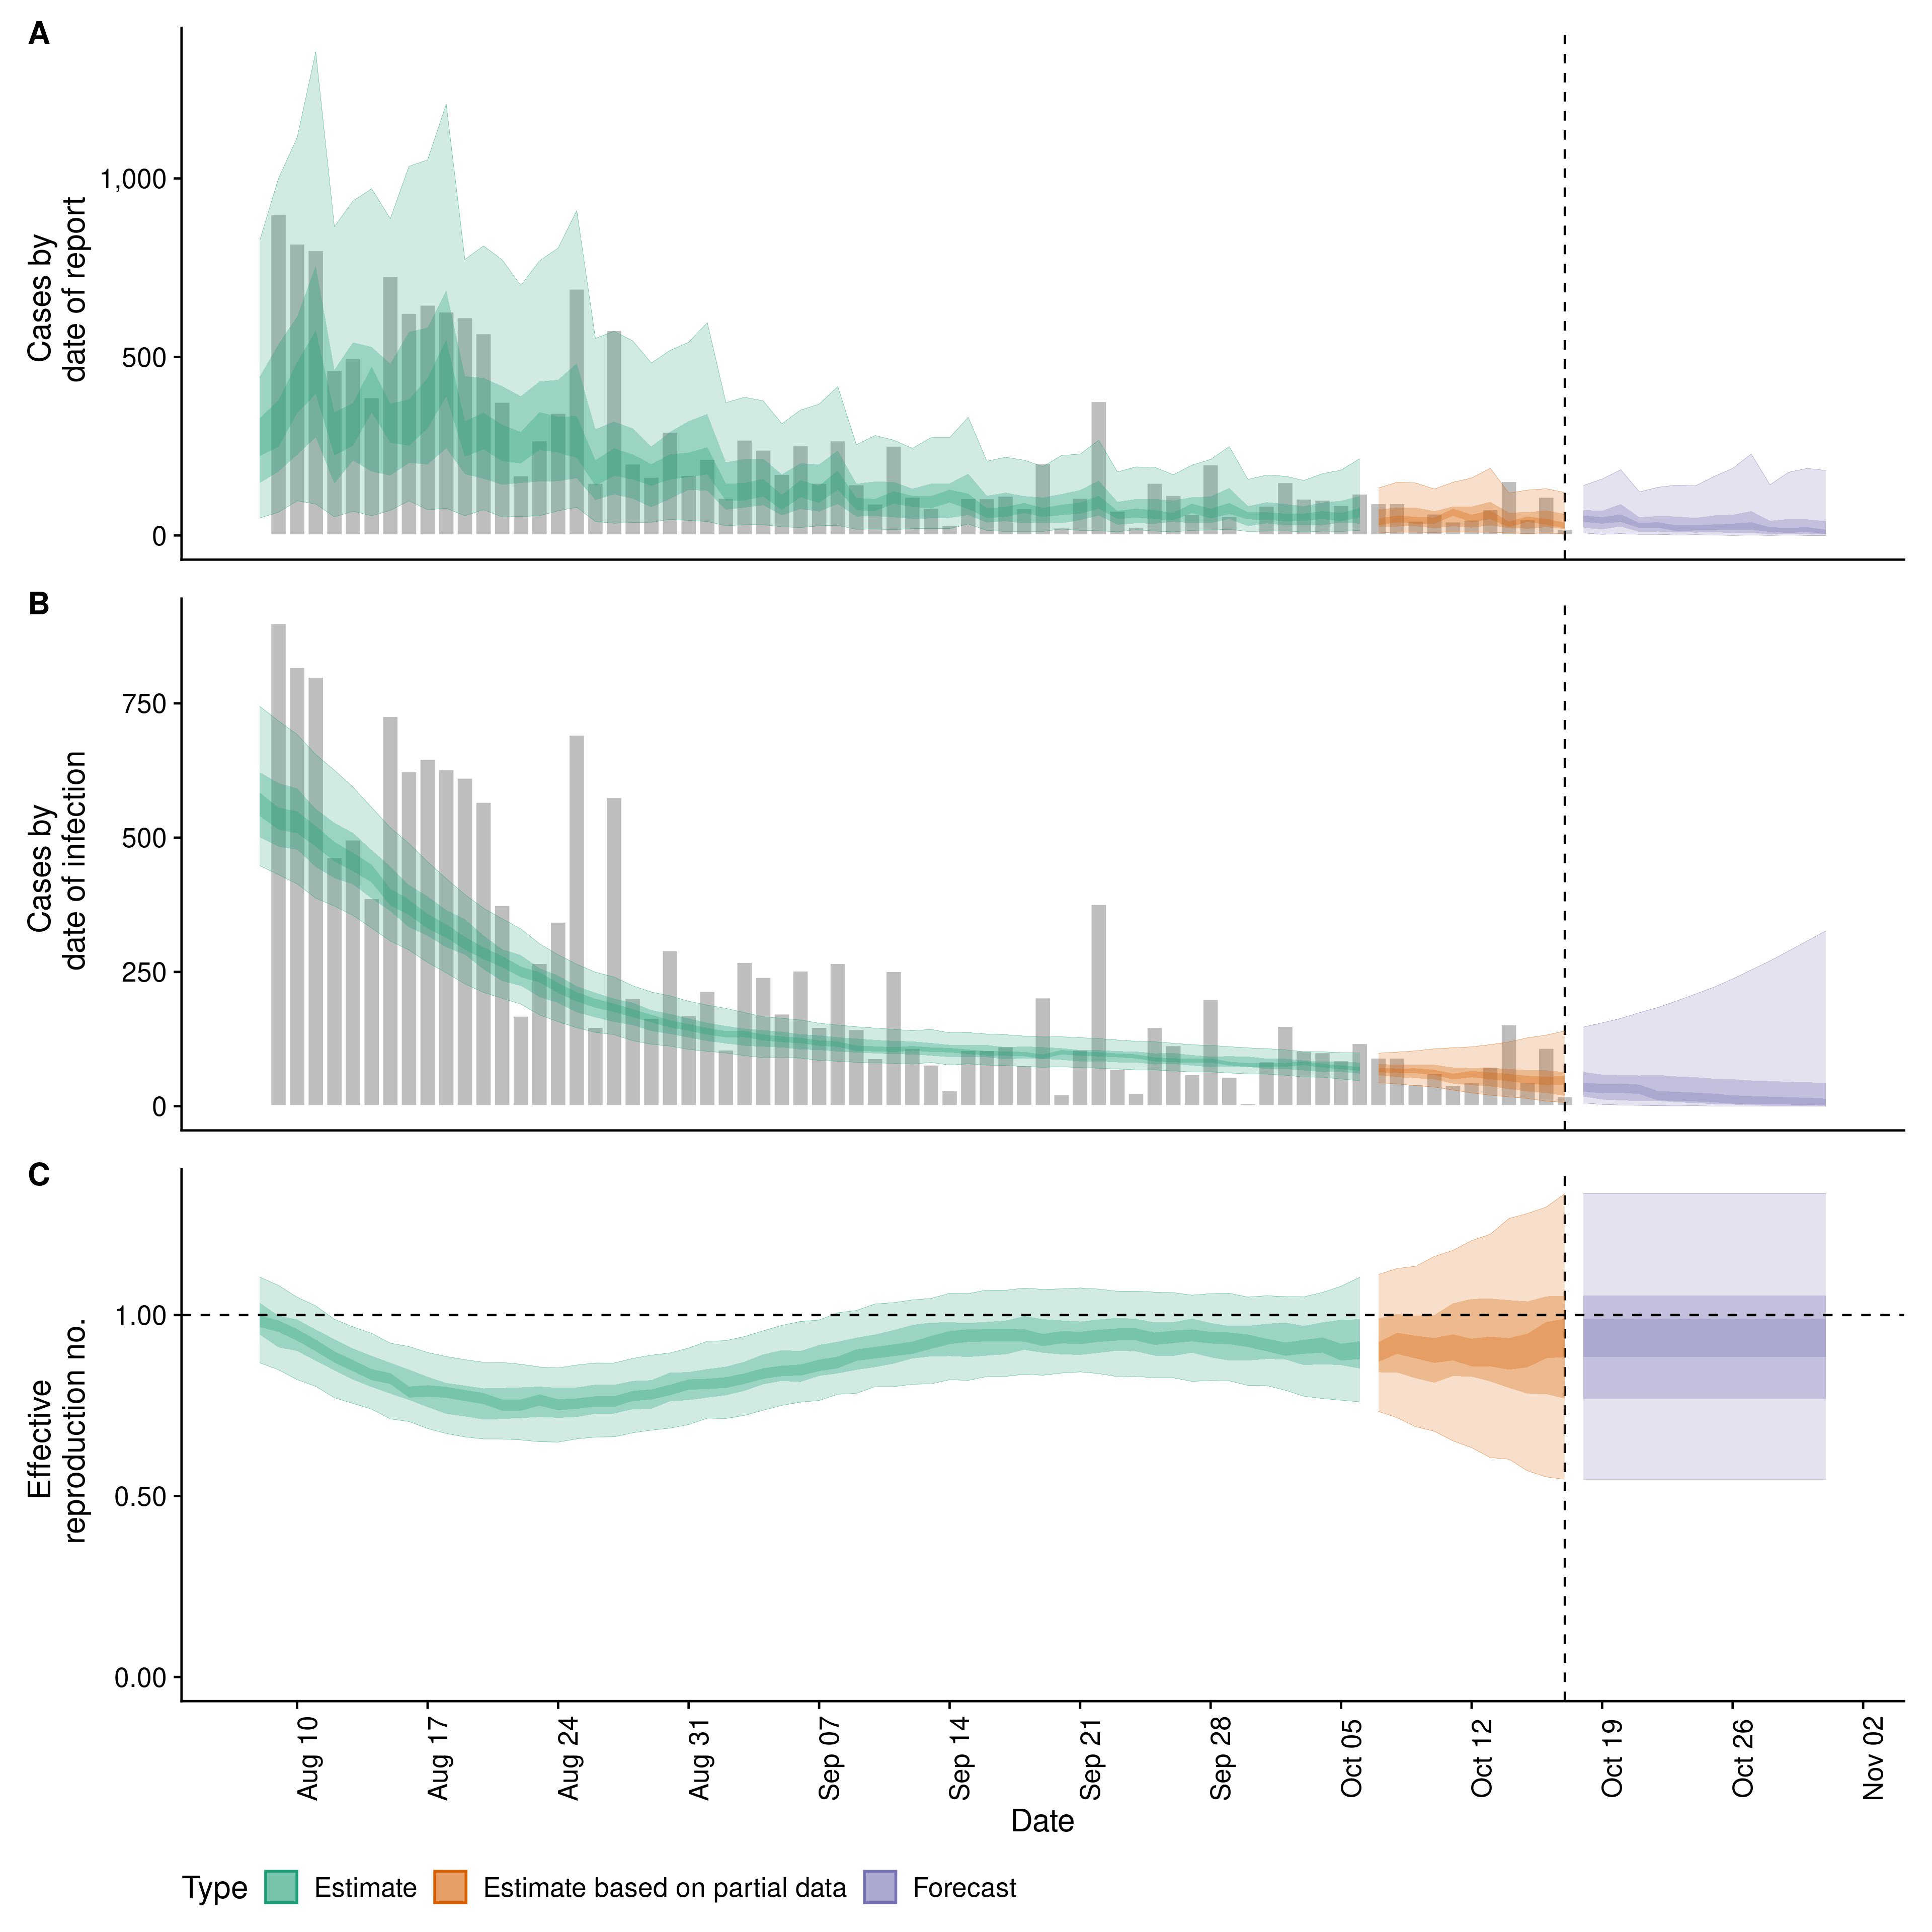 A
Cases by
date of report
1,000
500
0
B
Cases by
date of infection
750
500
250
0
C
Effective
reproduction no.
1.00
0.50
0.00
Aug 10
Aug 17
Aug 24
Aug 31
Sep 07
Sep 14
Sep 21
Sep 28
Oct 05
Oct 12
Oct 19
Oct 26
Nov 02
Date
Type Estimate Estimate based on partial data Forecast